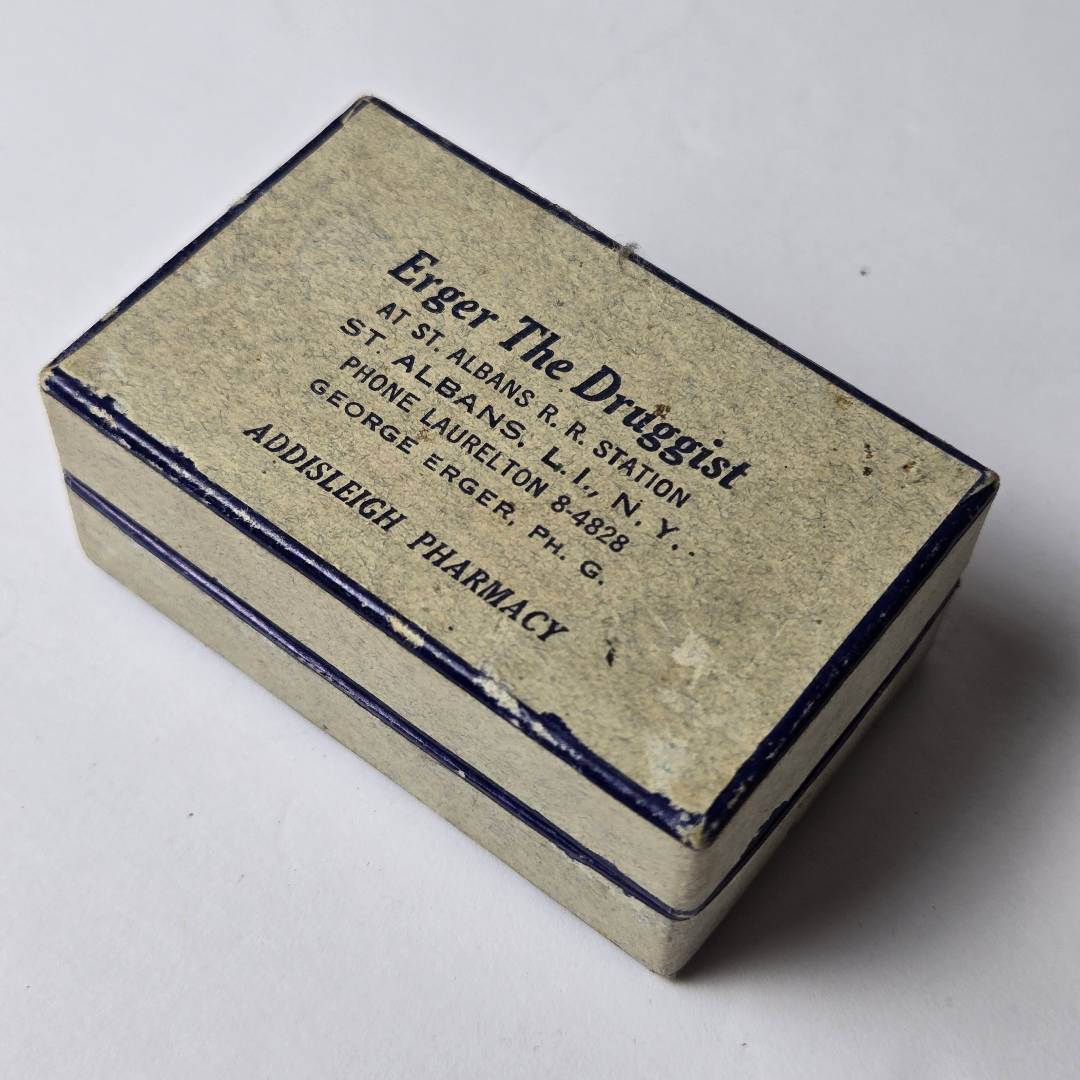 Erger The Druggist
AT ST. ALBANS R. R. STATION
ST. ALBANS, L. I., N. Y..
PHONE LAURELTON 8-4828
GEORGE ERGER, PH. G.
ADDISLEIGH PHARMACY